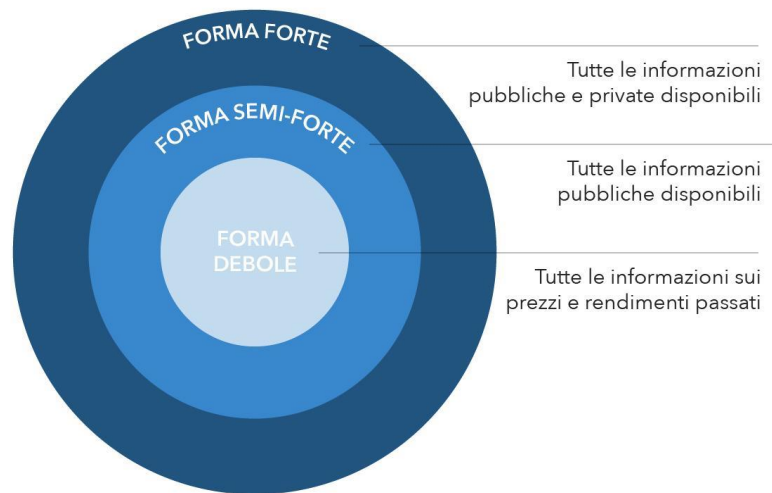 FORMA FORTE
Tutte le informazioni
pubbliche e private disponibili
FORMA SEMI-FORTE
Tutte le informazioni
pubbliche disponibili
FORMA
DEBOLE
Tutte le informazioni sui
prezzi e rendimenti passati